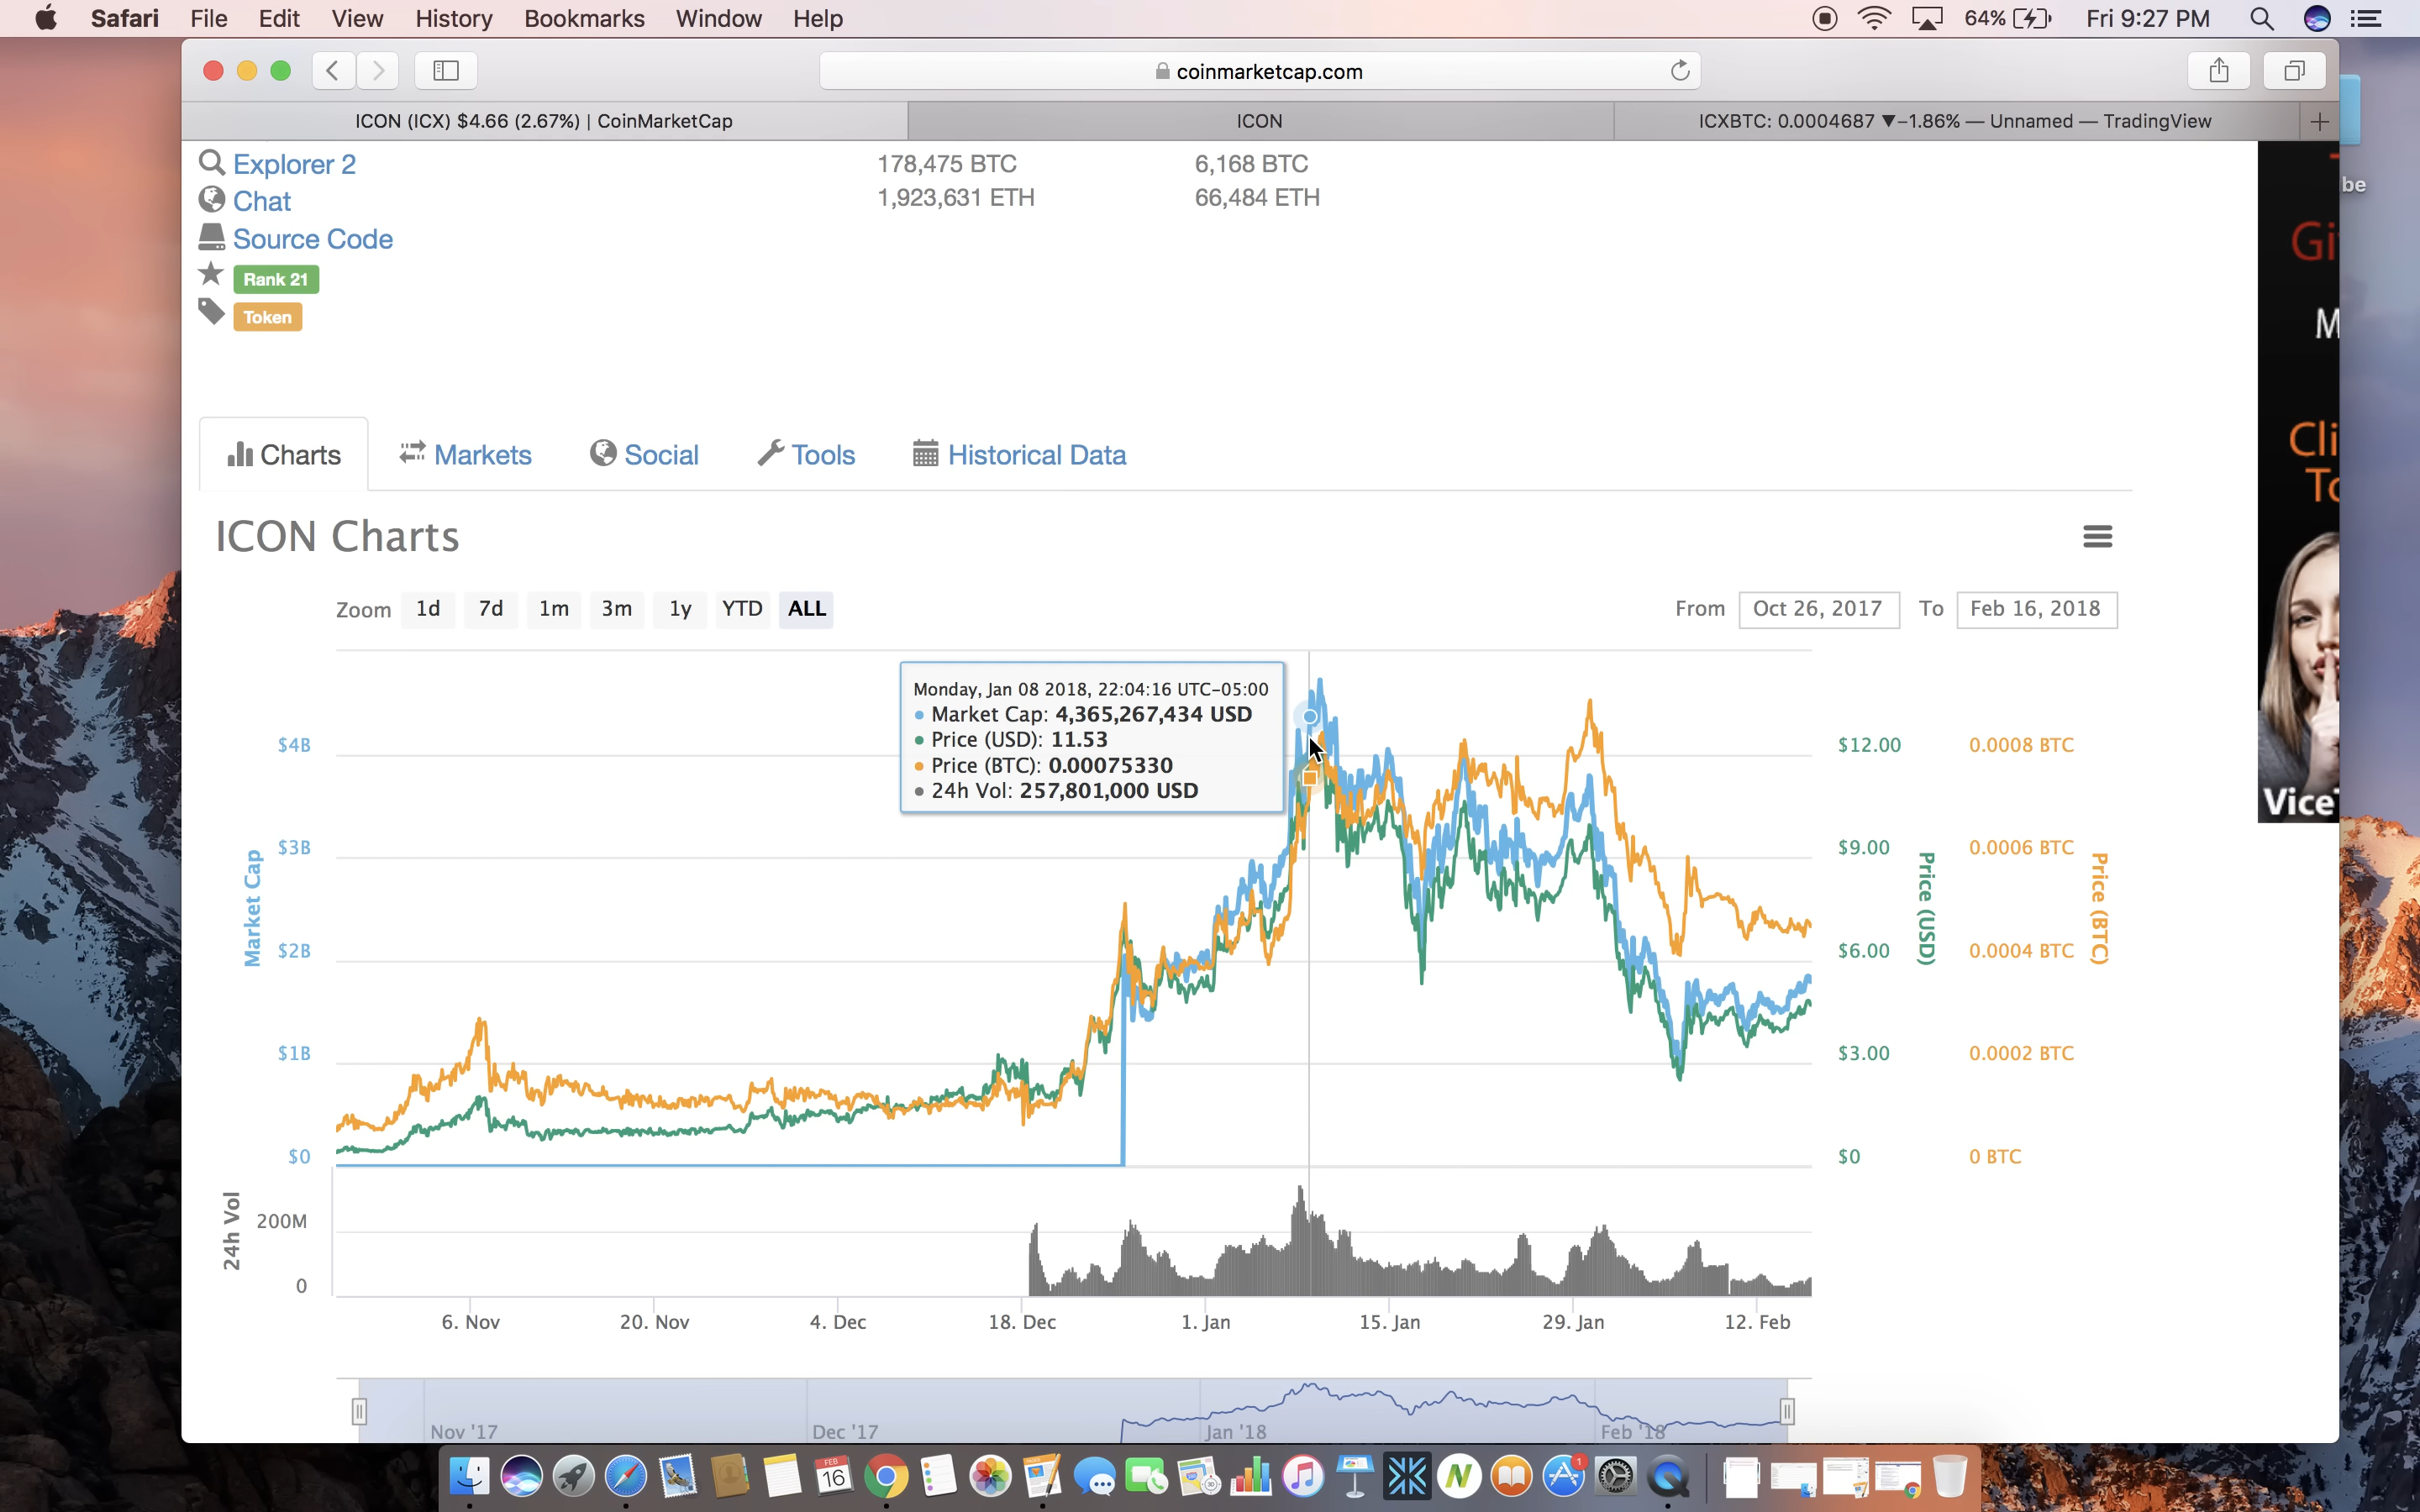 Safari File Edit View History Bookmarks Window Help
64% Fri 9:27 PM
coinmarketcap.com
ICON (ICX) $4.66 (2.67%) | CoinMarketCap
ICON
ICXBTC: 0.0004687 ▼−1.86% — Unnamed — TradingView
be
Explorer 2
178,475 BTC 6,168 BTC
Chat
1,923,631 ETH 66,484 ETH
Source Code
Rank 21
Token
Gi
M
Cli
To
Vice
Charts Markets Social Tools Historical Data
ICON Charts
Zoom 1d 7d 1m 3m 1y YTD ALL
From Oct 26, 2017 To Feb 16, 2018
Monday, Jan 08 2018, 22:04:16 UTC-05:00
Market Cap: 4,365,267,434 USD
Price (USD): 11.53
Price (BTC): 0.00075330
24h Vol: 257,801,000 USD
$4B $12.00 0.0008 BTC
$3B $9.00 0.0006 BTC
$2B $6.00 0.0004 BTC
$1B $3.00 0.0002 BTC
$0 $0 0 BTC
Market Cap
Price (USD)
Price (BTC)
24h Vol
200M
0
6. Nov 20. Nov 4. Dec 18. Dec 1. Jan 15. Jan 29. Jan 12. Feb
Nov '17 Dec '17 Jan '18 Feb '18
FEB
16
1